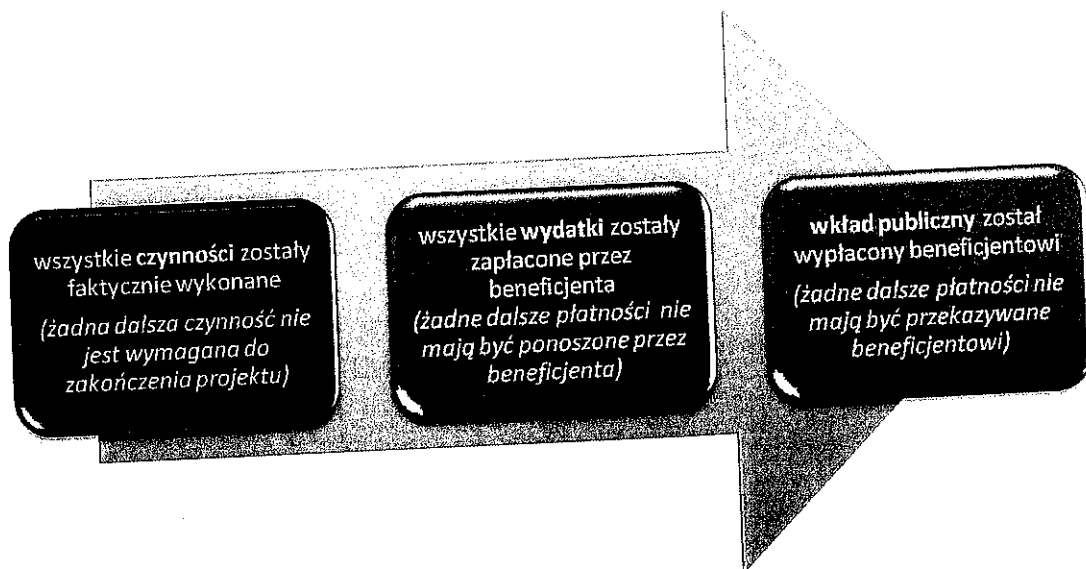 wszystkie czynności zostały
faktycznie wykonane
(żadna dalsza czynność nie
jest wymagana do
zakończenia projektu)
wszystkie wydatki zostały
zapłacone przez
beneficjenta
(żadne dalsze płatności nie
mają być ponoszone przez
beneficjenta)
wkład publiczny został
wypłacony beneficjentowi
(żadne dalsze płatności nie
mają być przekazywane
beneficjentowi)